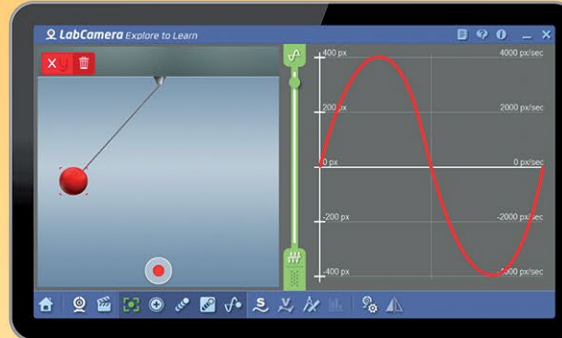 LabCamera Explore to Learn
xy
400 px
4000 px/sec
200 px
2000 px/sec
0 px
0 px/sec
-200 px
-2000 px/sec
-400 px
S
V